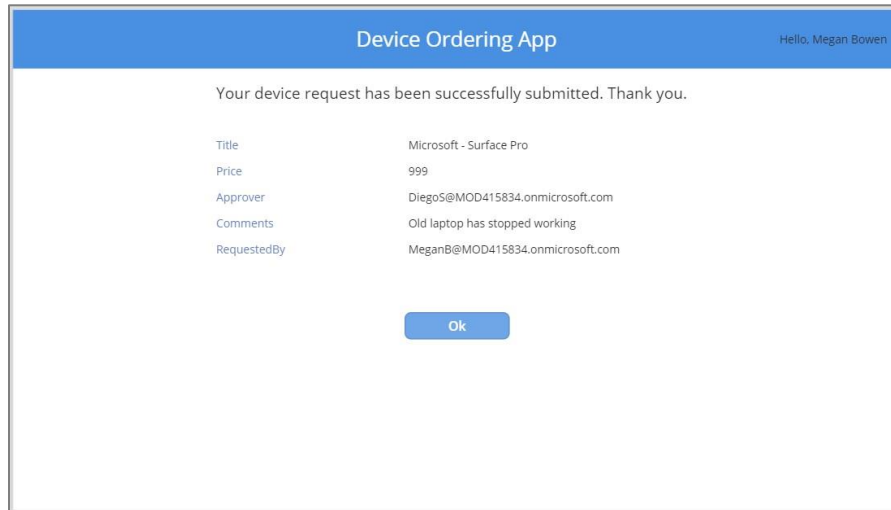 Device Ordering App
Hello, Megan Bowen
Your device request has been successfully submitted. Thank you.
Title Microsoft - Surface Pro
Price 999
Approver DiegoS@MOD415834.onmicrosoft.com
Comments Old laptop has stopped working
RequestedBy MeganB@MOD415834.onmicrosoft.com
Ok